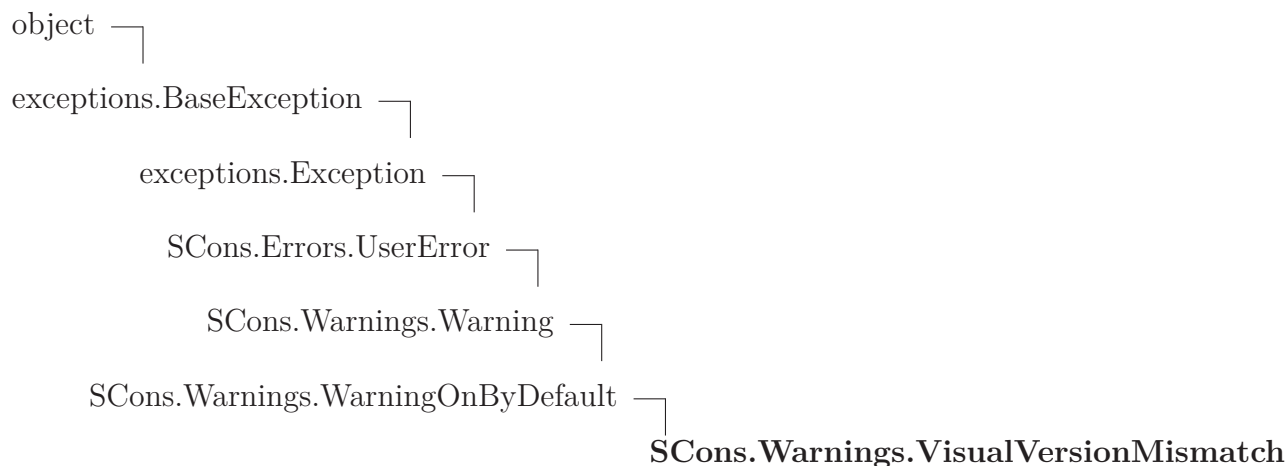 object
exceptions.BaseException
exceptions.Exception
SCons.Errors.UserError
SCons.Warnings.Warning
SCons.Warnings.WarningOnByDefault
SCons.Warnings.VisualVersionMismatch